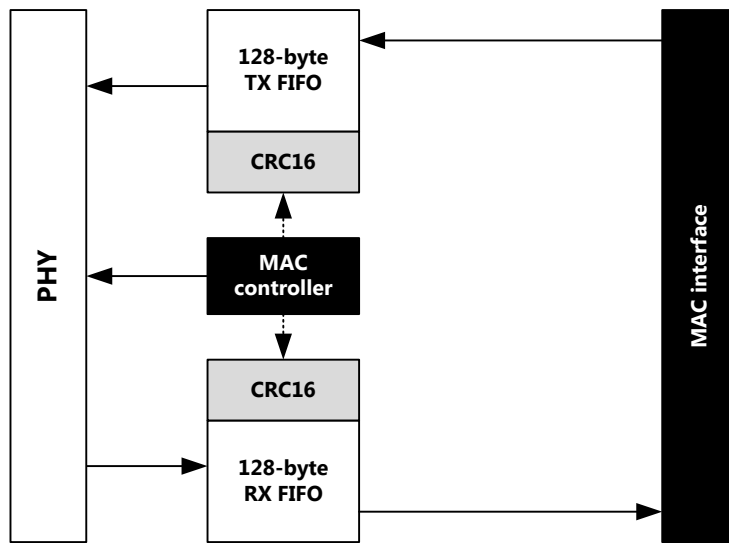 128-byte
TX FIFO
CRC16
PHY
MAC
controller
MAC interface
CRC16
128-byte
RX FIFO